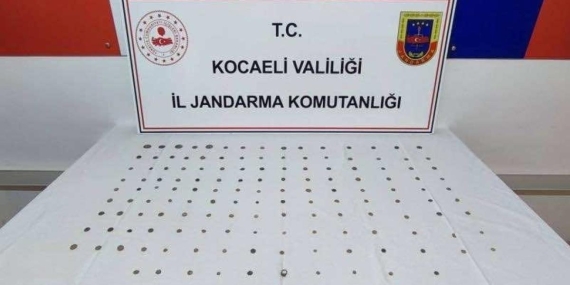 T.C.
KOCAELİ VALİLİĞİ
İL JANDARMA KOMUTANLIĞI